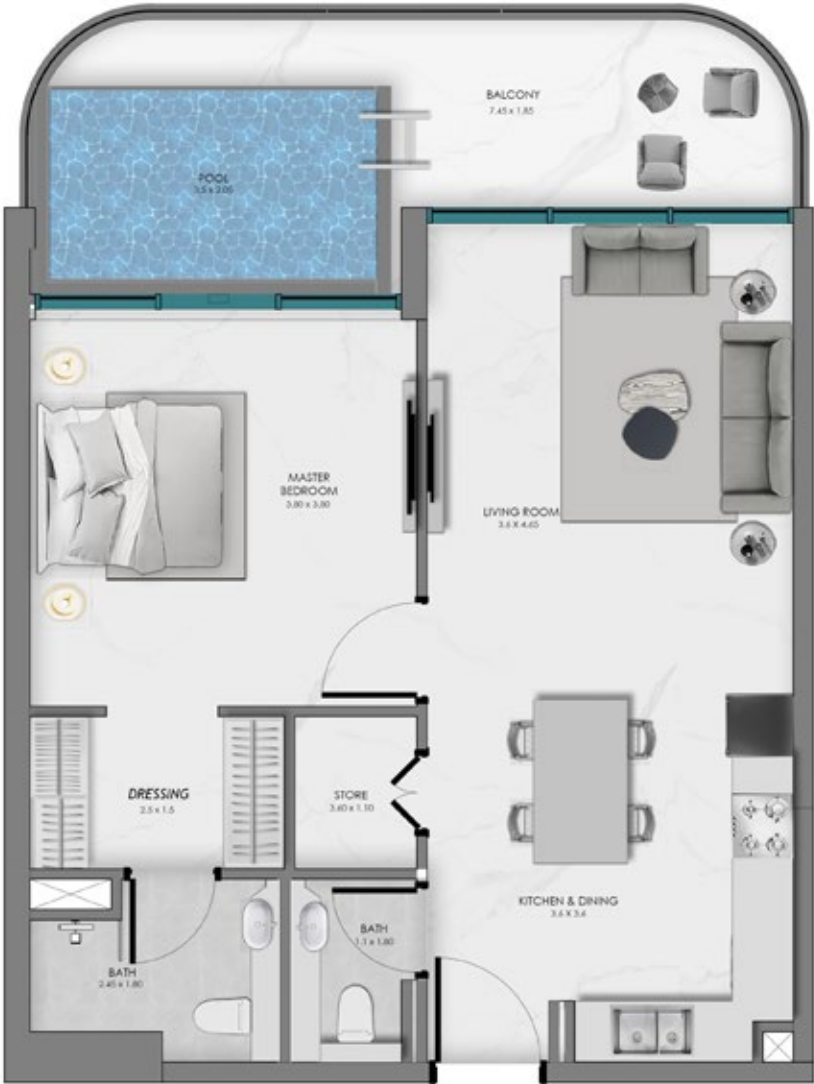 BALCONY
7.45 x 1.85
POOL
3.5 x 2.05
MASTER
BEDROOM
3.80 x 3.80
LIVING ROOM
3.6 X 4.65
DRESSING
2.5 x 1.5
STORE
3.60 x 1.10
KITCHEN & DINING
3.6 X 3.6
BATH
1.1 x 1.80
BATH
2.45 x 1.80